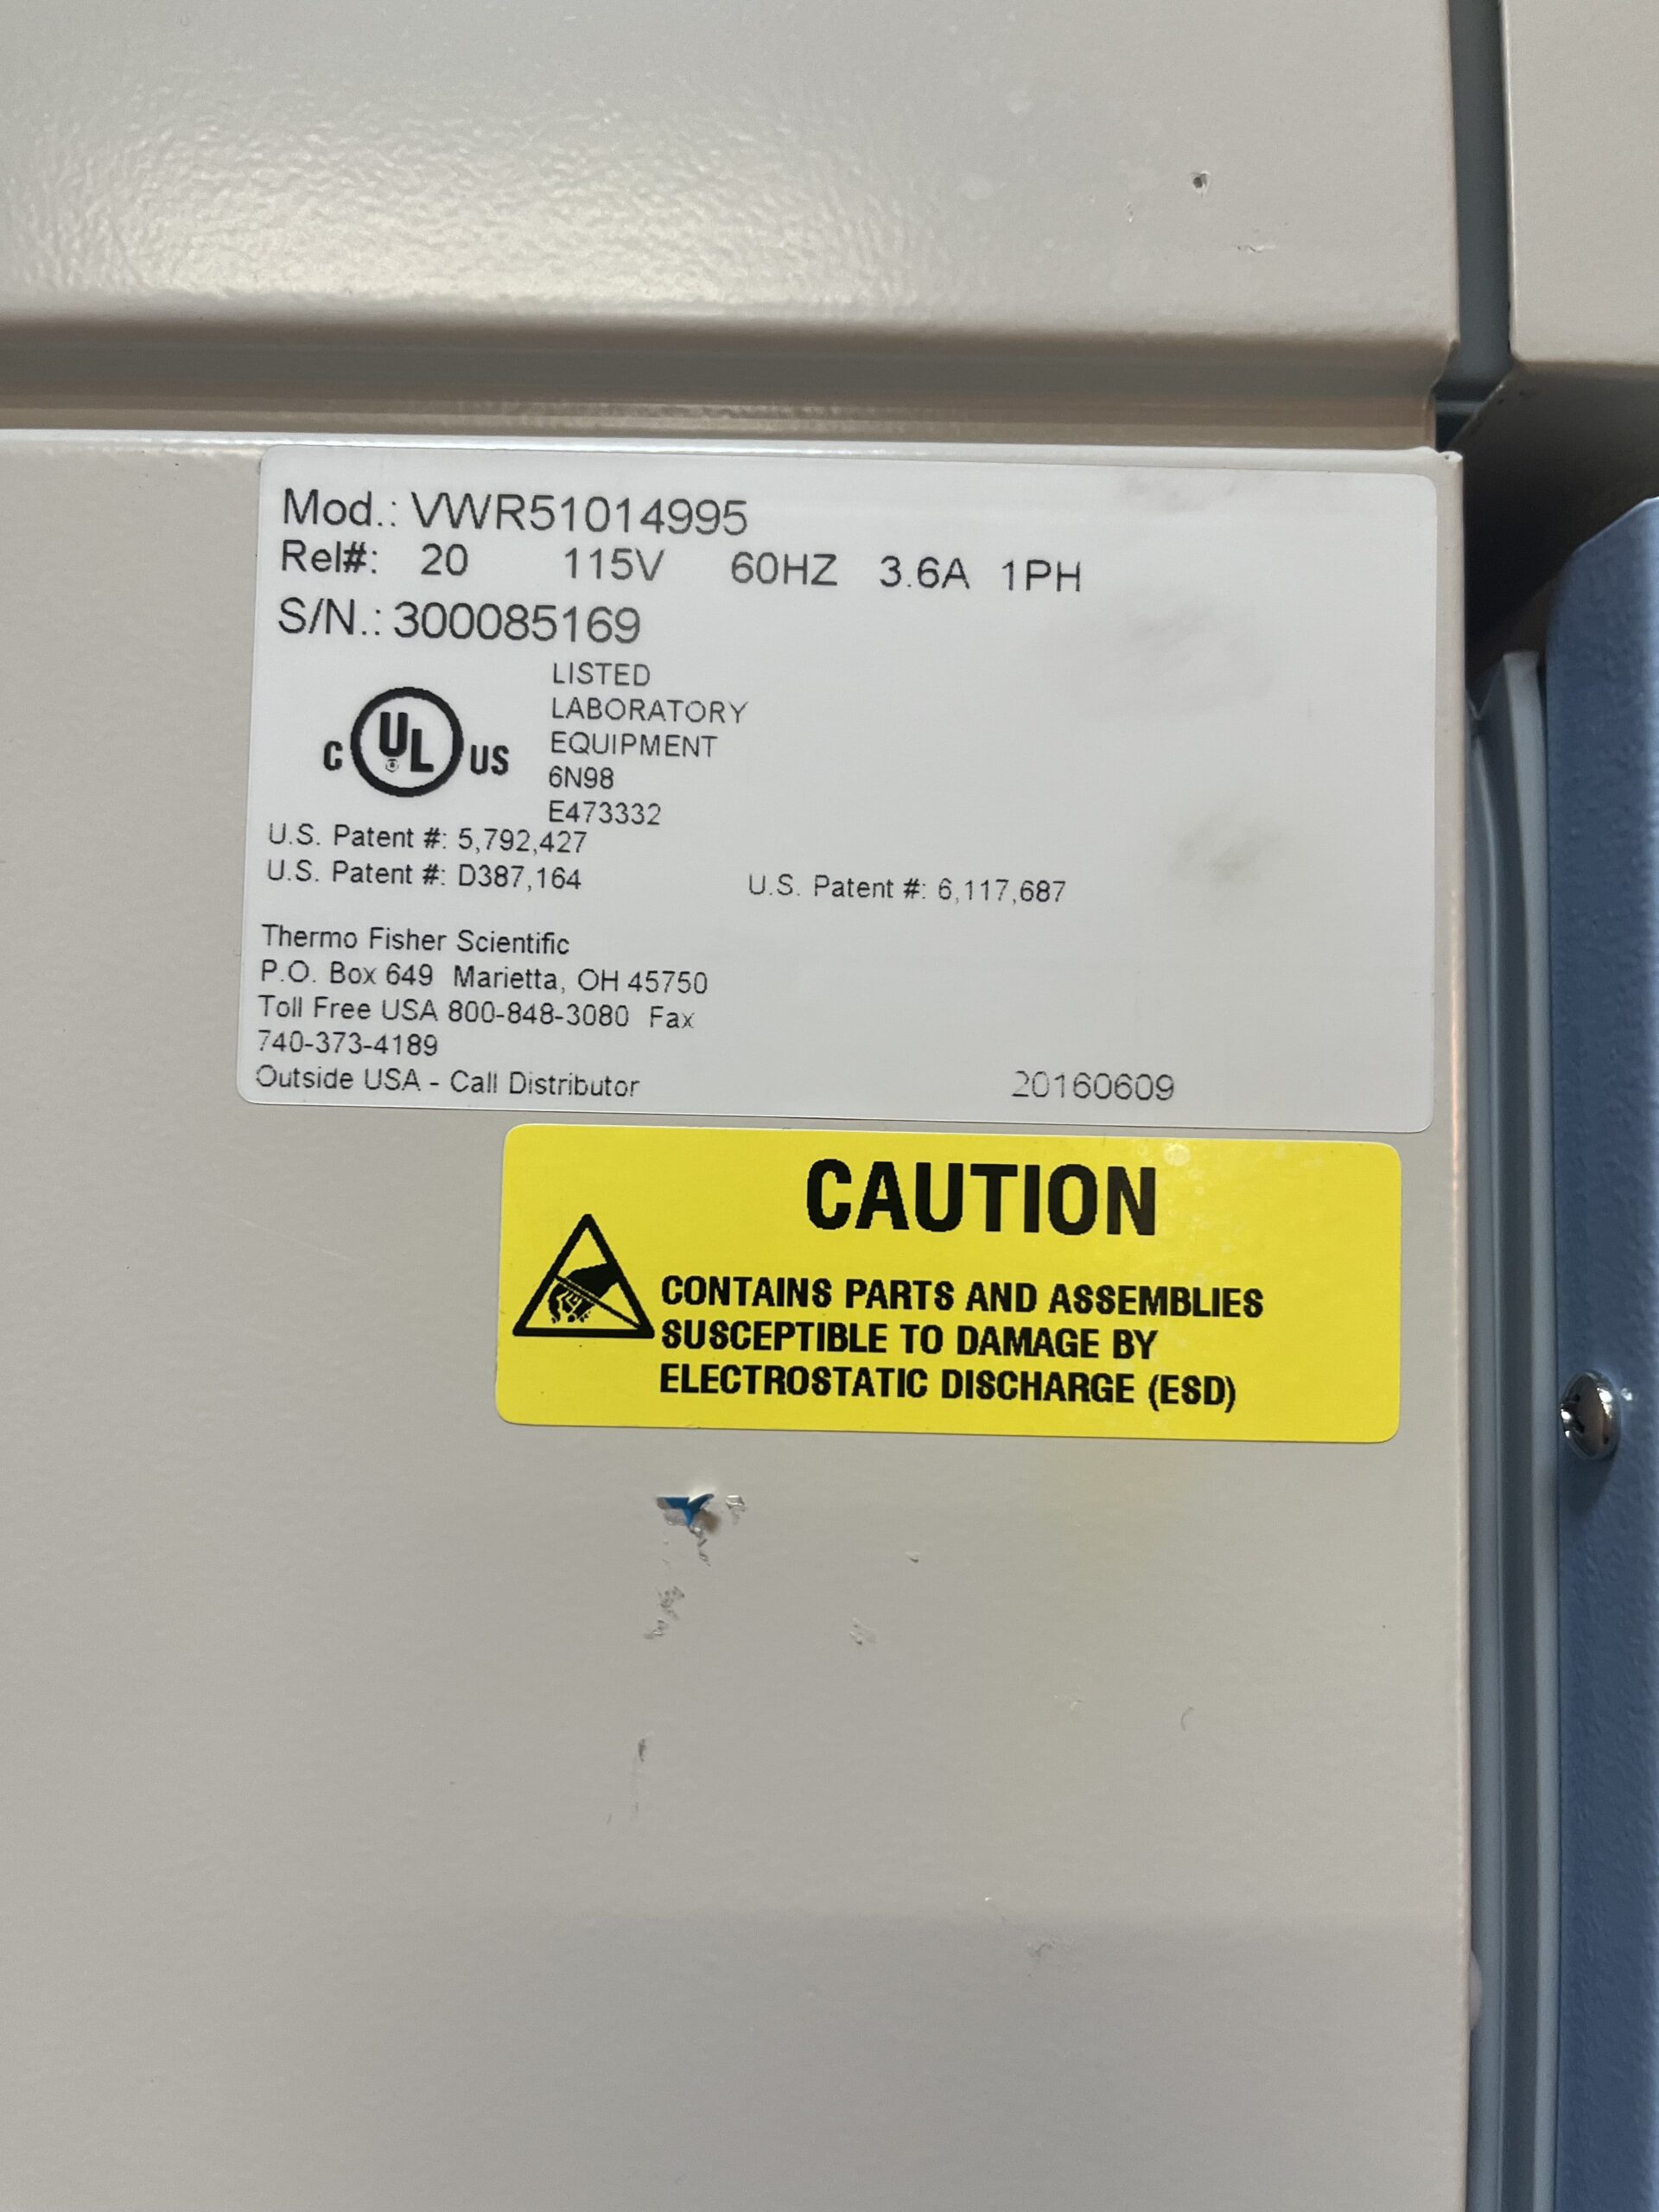 Mod.: VWR51014995
Rel#: 20 115V 60HZ 3.6A 1PH
S/N.: 300085169
C UL US
LISTED
LABORATORY
EQUIPMENT
6N98
E473332
U.S. Patent #: 5,792,427
U.S. Patent #: D387,164 U.S. Patent #: 6,117,687
Thermo Fisher Scientific
P.O. Box 649 Marietta, OH 45750
Toll Free USA 800-848-3080 Fax
740-373-4189
Outside USA - Call Distributor 20160609
CAUTION
CONTAINS PARTS AND ASSEMBLIES
SUSCEPTIBLE TO DAMAGE BY
ELECTROSTATIC DISCHARGE (ESD)